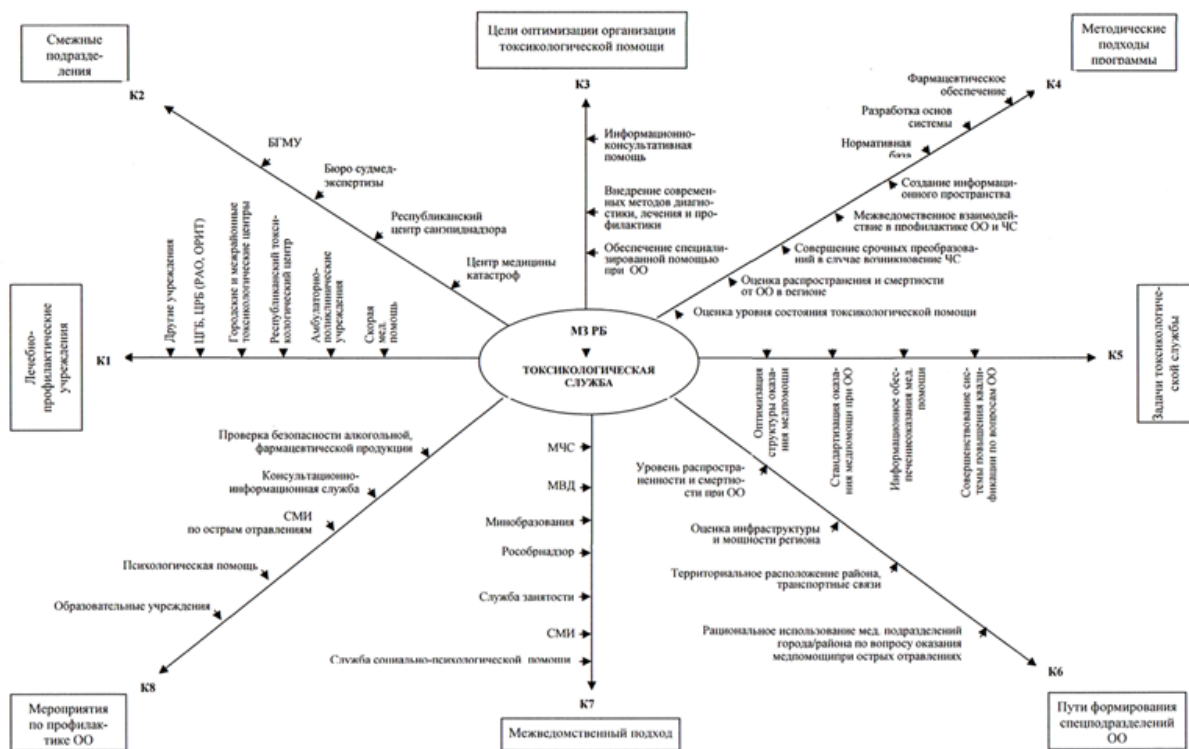 Смежные
подразде-
ления
К2
БГМУ
Бюро судмед-
экспертизы
Республиканский
центр санэпиднадзора
Центр медицины
катастроф
Цели оптимизации организации
токсикологической помощи
К3
Информационно-
консультативная
помощь
Внедрение современ-
ных методов диагно-
стики, лечения и про-
филактики
Обеспечение специали-
зированной помощью
при ОО
Методические
подходы
программы
К4
Фармацевтическое
обеспечение
Разработка основ
системы
Нормативная
база
Создание информаци-
онного пространства
Межведомственное взаимодей-
ствие в профилактике ОО и ЧС
Совершение срочных преобразова-
ний в случае возникновение ЧС
Оценка распространения и смертности
от ОО в регионе
Оценка уровня состояния токсикологической помощи
Лечебно-
профилактические
учреждения
К1
Другие учреждения
ЦГБ, ЦРБ (РАО, ОРИТ)
Городские и межрайонные
токсикологические центры
Республиканский токси-
кологический центр
Амбулаторно-
поликлинические
учреждения
Скорая
мед. помощь
МЗ РБ
ТОКСИКОЛОГИЧЕСКАЯ
СЛУЖБА
К5
Задачи токсикологиче-
ской службы
Оптимизация
структуры оказа-
ния медпомощи
Стандартизация оказа-
ния медпомощи при ОО
Информационное обес-
печениеоказания мед.
помощи
Совершенствование сис-
темы повышения квали-
фикации по вопросам ОО
Проверка безопасности алкогольной,
фармацевтической продукции
Консультационно-
информационная служба
СМИ
по острым отравлениям
Психологическая помощь
Образовательные учреждения
К8
Мероприятия
по профилак-
тике ОО
МЧС
МВД
Минобразования
Рособрнадзор
Служба занятости
СМИ
Служба социально-психологической помощи
К7
Межведомственный подход
Уровень распростра-
ненности и смертно-
сти при ОО
Оценка инфраструктуры
и мощности региона
Территориальное расположение района,
транспортные связи
Рациональное использование мед. подразделений
города/района по вопросу оказания
медпомощипри острых отравлениях
К6
Пути формирования
спецподразделений
ОО